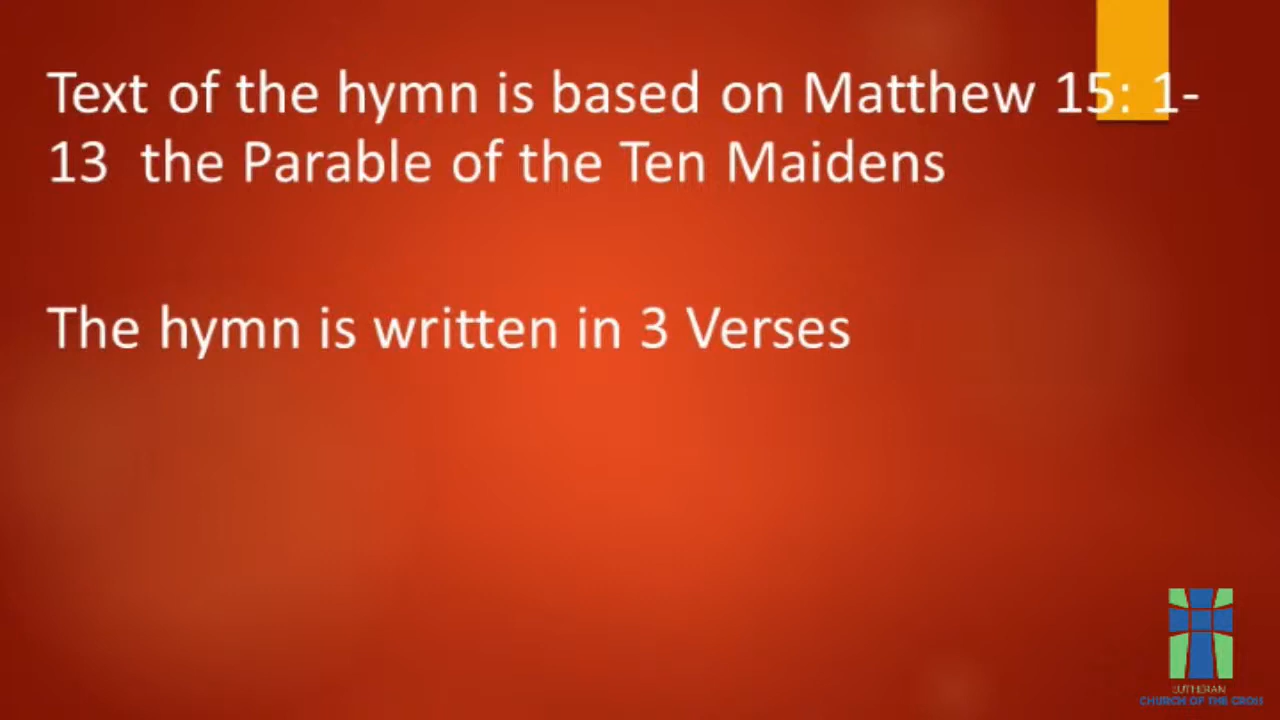 Text of the hymn is based on Matthew 15: 1-
13 the Parable of the Ten Maidens
The hymn is written in 3 Verses
LUTHERAN
CHURCH OF THE CROSS